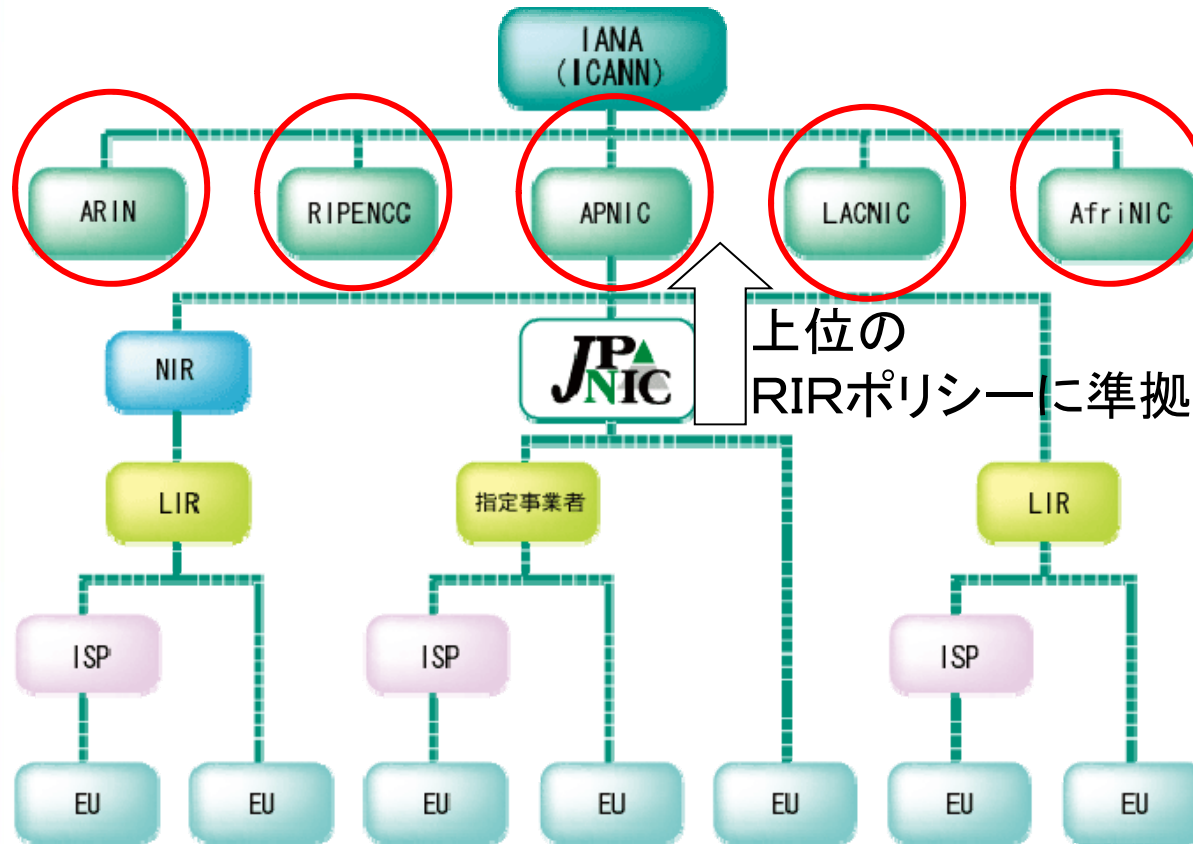 IANA
(ICANN)
ARIN
RIPENCC
APNIC
LACNIC
AfriNIC
上位の
RIRポリシーに準拠
NIR
JPNIC
LIR
指定事業者
LIR
ISP
ISP
ISP
EU
EU
EU
EU
EU
EU
EU